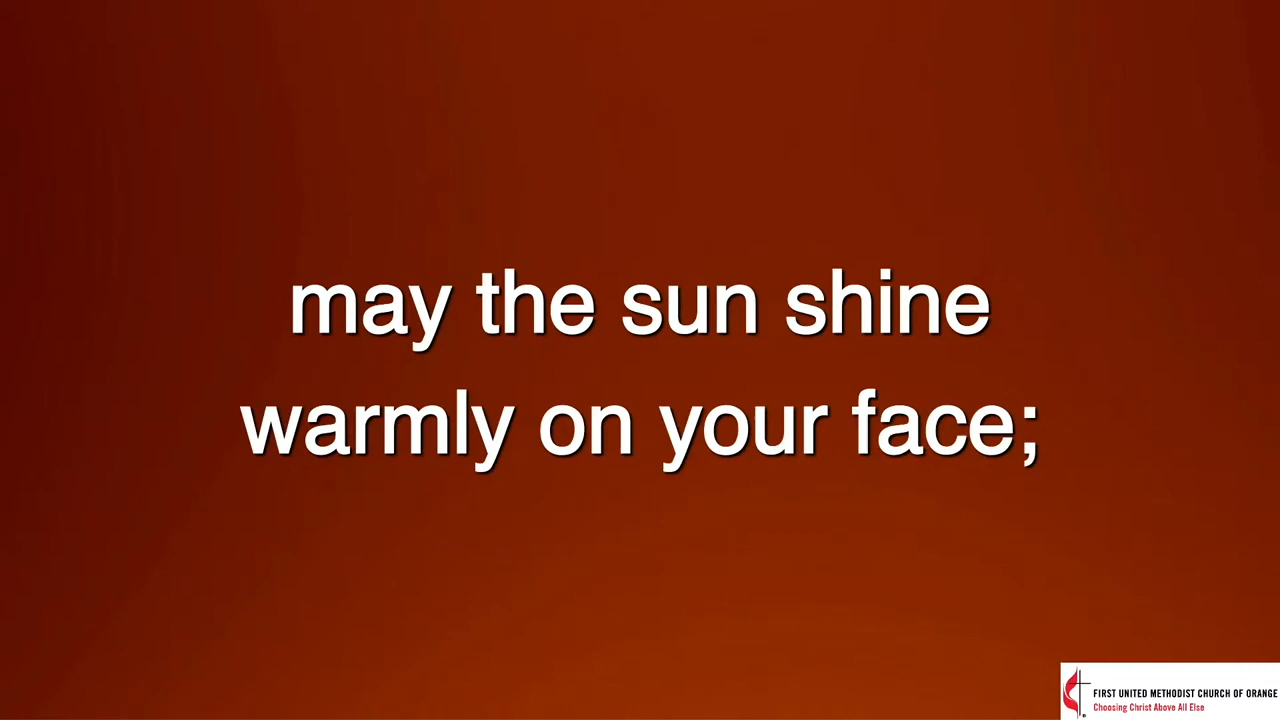 may the sun shine
warmly on your face;
FIRST UNITED METHODIST CHURCH OF ORANGE
Choosing Christ Above All Else